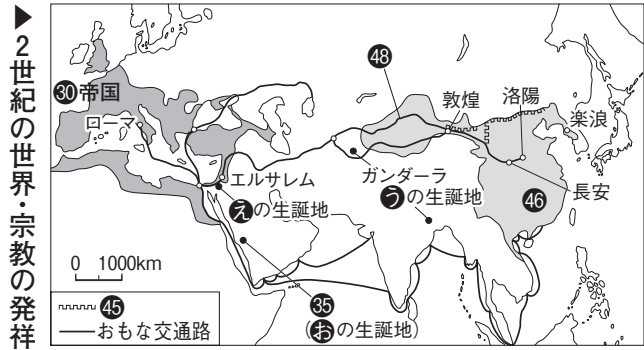 ▶2世紀の世界・宗教の発祥
㊽
敦煌
洛陽
楽浪
㉚帝国
ローマ
エルサレム
えの生誕地
ガンダーラ
うの生誕地
㊻
長安
0 1000km
㉟
(おの生誕地)
㊺
おもな交通路